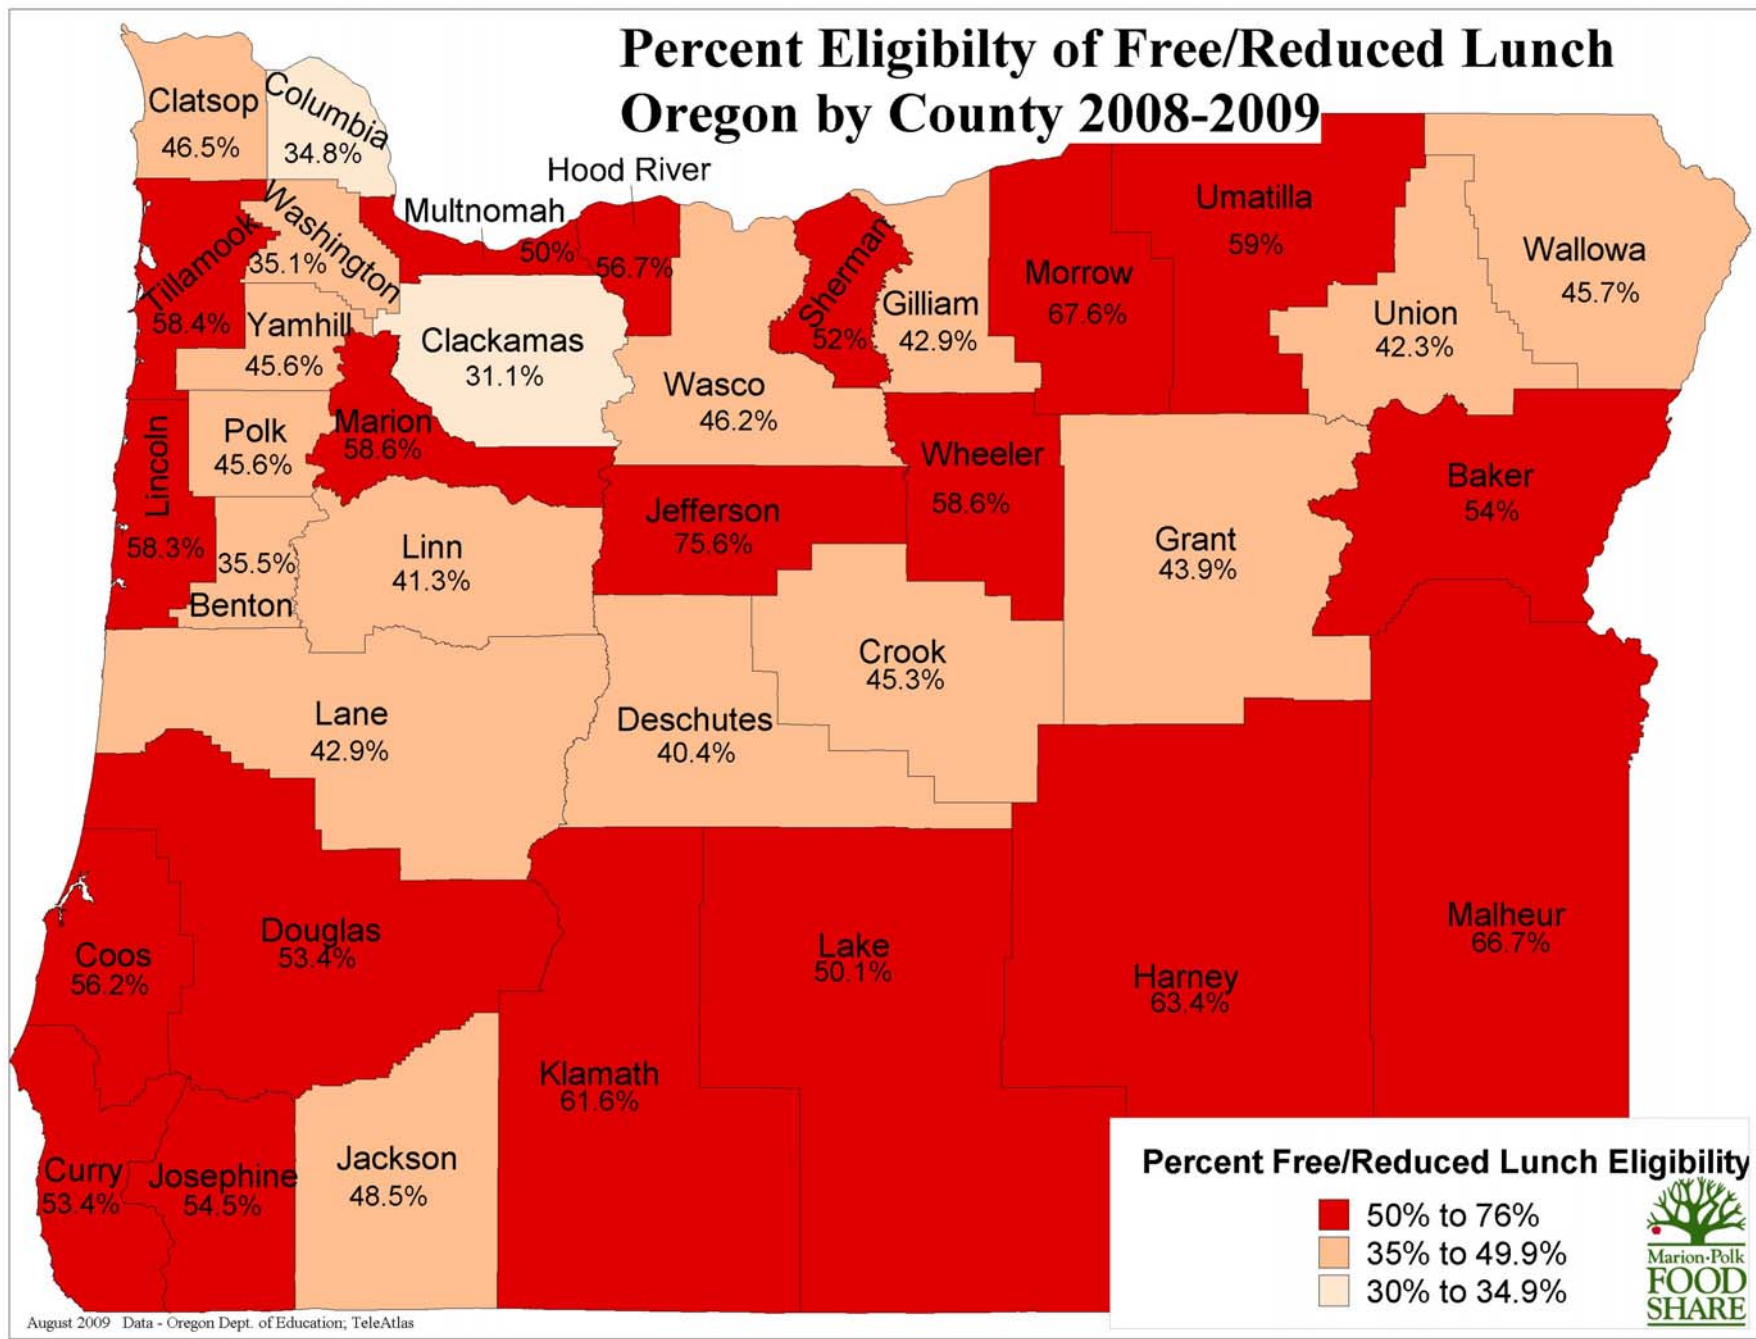 Percent Eligibilty of Free/Reduced Lunch
Oregon by County 2008-2009
Clatsop
46.5%
Columbia
34.8%
Hood River
56.7%
Multnomah
50%
Washington
35.1%
Tillamook
58.4%
Yamhill
45.6%
Clackamas
31.1%
Wasco
46.2%
Sherman
52%
Gilliam
42.9%
Morrow
67.6%
Umatilla
59%
Union
42.3%
Wallowa
45.7%
Lincoln
58.3%
Polk
45.6%
Marion
58.6%
Jefferson
75.6%
Wheeler
58.6%
Baker
54%
35.5%
Benton
Linn
41.3%
Grant
43.9%
Crook
45.3%
Lane
42.9%
Deschutes
40.4%
Coos
56.2%
Douglas
53.4%
Lake
50.1%
Harney
63.4%
Malheur
66.7%
Klamath
61.6%
Curry
53.4%
Josephine
54.5%
Jackson
48.5%
Percent Free/Reduced Lunch Eligibility
50% to 76%
35% to 49.9%
30% to 34.9%
Marion·Polk
FOOD
SHARE
August 2009 Data - Oregon Dept. of Education; TeleAtlas